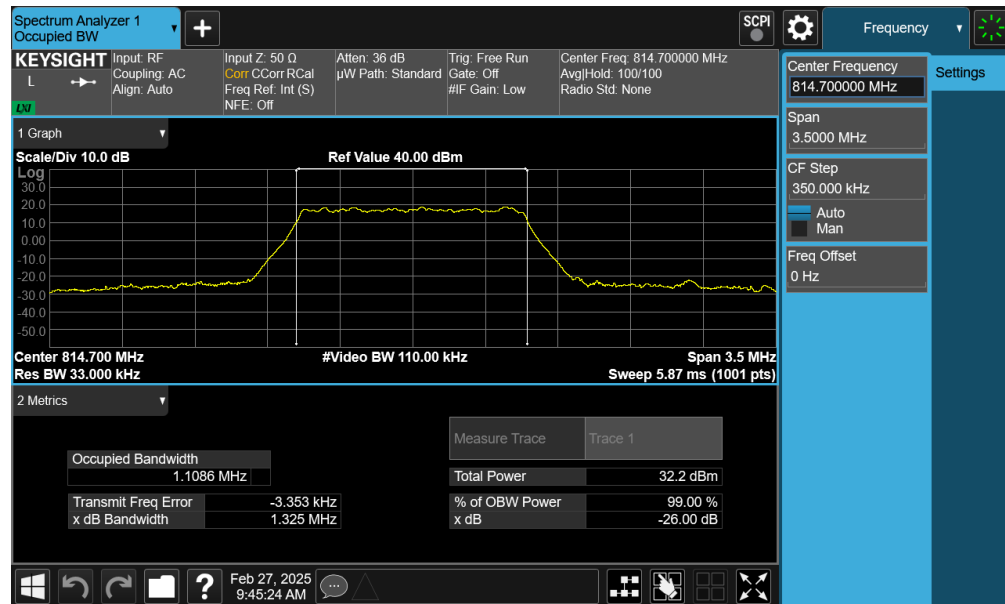 Spectrum Analyzer 1
Occupied BW
SCPI
Frequency
KEYSIGHT
L
LXI
Input: RF
Coupling: AC
Align: Auto
Input Z: 50 Ω
Corr CCorr RCal
Freq Ref: Int (S)
NFE: Off
Atten: 36 dB
µW Path: Standard
Trig: Free Run
Gate: Off
#IF Gain: Low
Center Freq: 814.700000 MHz
Avg|Hold: 100/100
Radio Std: None
Center Frequency
814.700000 MHz
Settings
Span
3.5000 MHz
CF Step
350.000 kHz
Auto
Man
Freq Offset
0 Hz
1 Graph
Scale/Div 10.0 dB
Ref Value 40.00 dBm
Log
30.0
20.0
10.0
0.00
-10.0
-20.0
-30.0
-40.0
-50.0
Center 814.700 MHz
#Video BW 110.00 kHz
Span 3.5 MHz
Res BW 33.000 kHz
Sweep 5.87 ms (1001 pts)
2 Metrics
Measure Trace Trace 1
Occupied Bandwidth
1.1086 MHz
Total Power 32.2 dBm
Transmit Freq Error -3.353 kHz
% of OBW Power 99.00 %
x dB Bandwidth 1.325 MHz
x dB -26.00 dB
?
Feb 27, 2025
9:45:24 AM